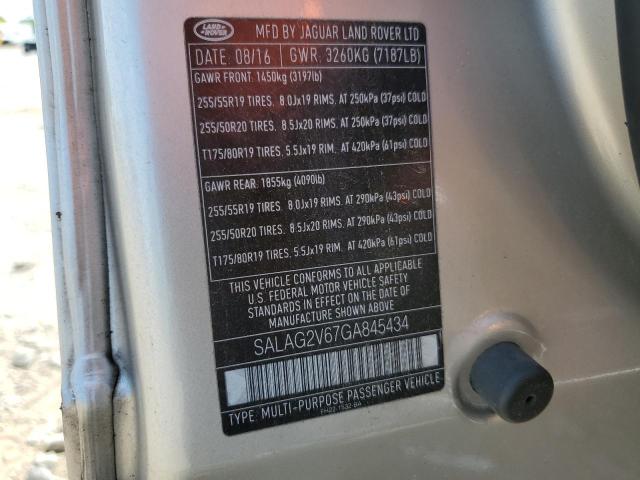 LAND ROVER
MFD BY JAGUAR LAND ROVER LTD
DATE: 08/16 GWR: 3260KG (7187LB)
GAWR FRONT: 1450kg (3197lb)
255/55R19 TIRES. 8.0Jx19 RIMS. AT 250kPa (37psi) COLD
255/50R20 TIRES. 8.5Jx20 RIMS. AT 250kPa (37psi) COLD
T175/80R19 TIRES. 5.5Jx19 RIM. AT 420kPa (61psi) COLD
GAWR REAR: 1855kg (4090lb)
255/55R19 TIRES 8.0Jx19 RIMS. AT 290kPa (43psi) COLD
255/50R20 TIRES. 8.5Jx20 RIMS. AT 290kPa (43psi) COLD
T175/80R19 TIRES. 5.5Jx19 RIM. AT 420kPa (61psi) COLD
THIS VEHICLE CONFORMS TO ALL APPLICABLE
U.S. FEDERAL MOTOR VEHICLE SAFETY
STANDARDS IN EFFECT ON THE DATE OF
MANUFACTURE SHOWN ABOVE.
SALAG2V67GA845434
TYPE: MULTI-PURPOSE PASSENGER VEHICLE